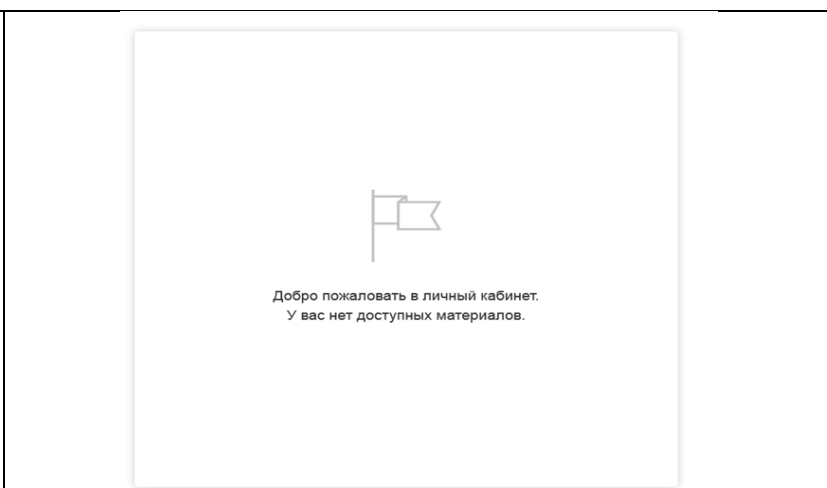 Добро пожаловать в личный кабинет.
У вас нет доступных материалов.